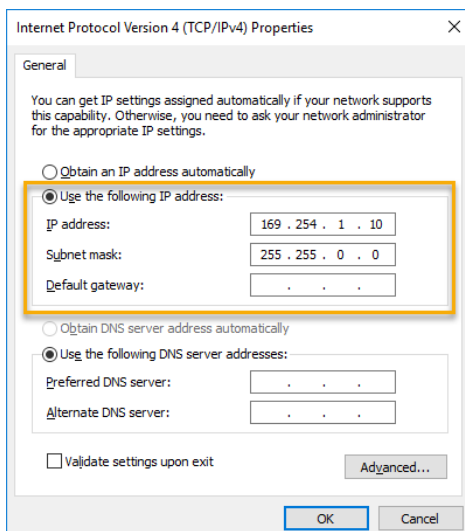 Internet Protocol Version 4 (TCP/IPv4) Properties
General
You can get IP settings assigned automatically if your network supports
this capability. Otherwise, you need to ask your network administrator
for the appropriate IP settings.
Obtain an IP address automatically
Use the following IP address:
IP address: 169 . 254 . 1 . 10
Subnet mask: 255 . 255 . 0 . 0
Default gateway: . . .
Obtain DNS server address automatically
Use the following DNS server addresses:
Preferred DNS server: . . .
Alternate DNS server: . . .
Validate settings upon exit
Advanced...
OK Cancel